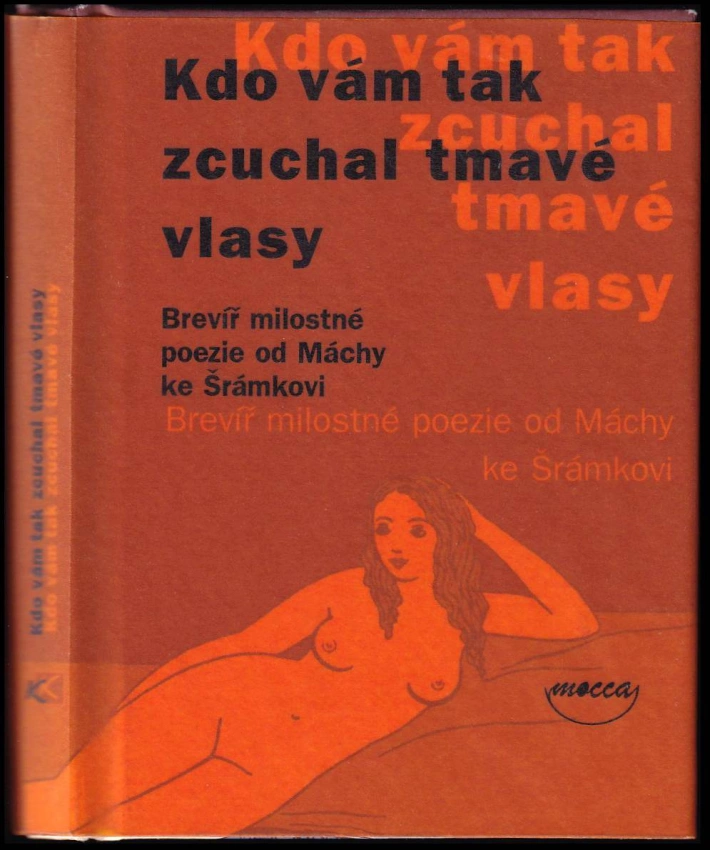 Kdo vám tak
zcuchal
tmavé
vlasy
Kdo vám tak
zcuchal tmavé
vlasy
Brevíř milostné
poezie od Máchy
ke Šrámkovi
Brevíř milostné poezie od Máchy
ke Šrámkovi
mocca
Kdo vám tak zcuchal tmavé vlasy
Kdo vám tak zcuchal tmavé vlasy